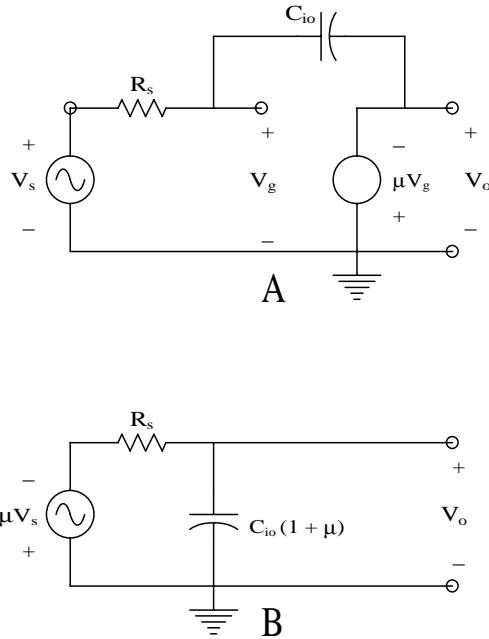 C_io
R_s
+ + − +
V_s V_g μV_g V_o
− − + −
A
R_s
− +
μV_s C_io (1 + μ) V_o
+ −
B